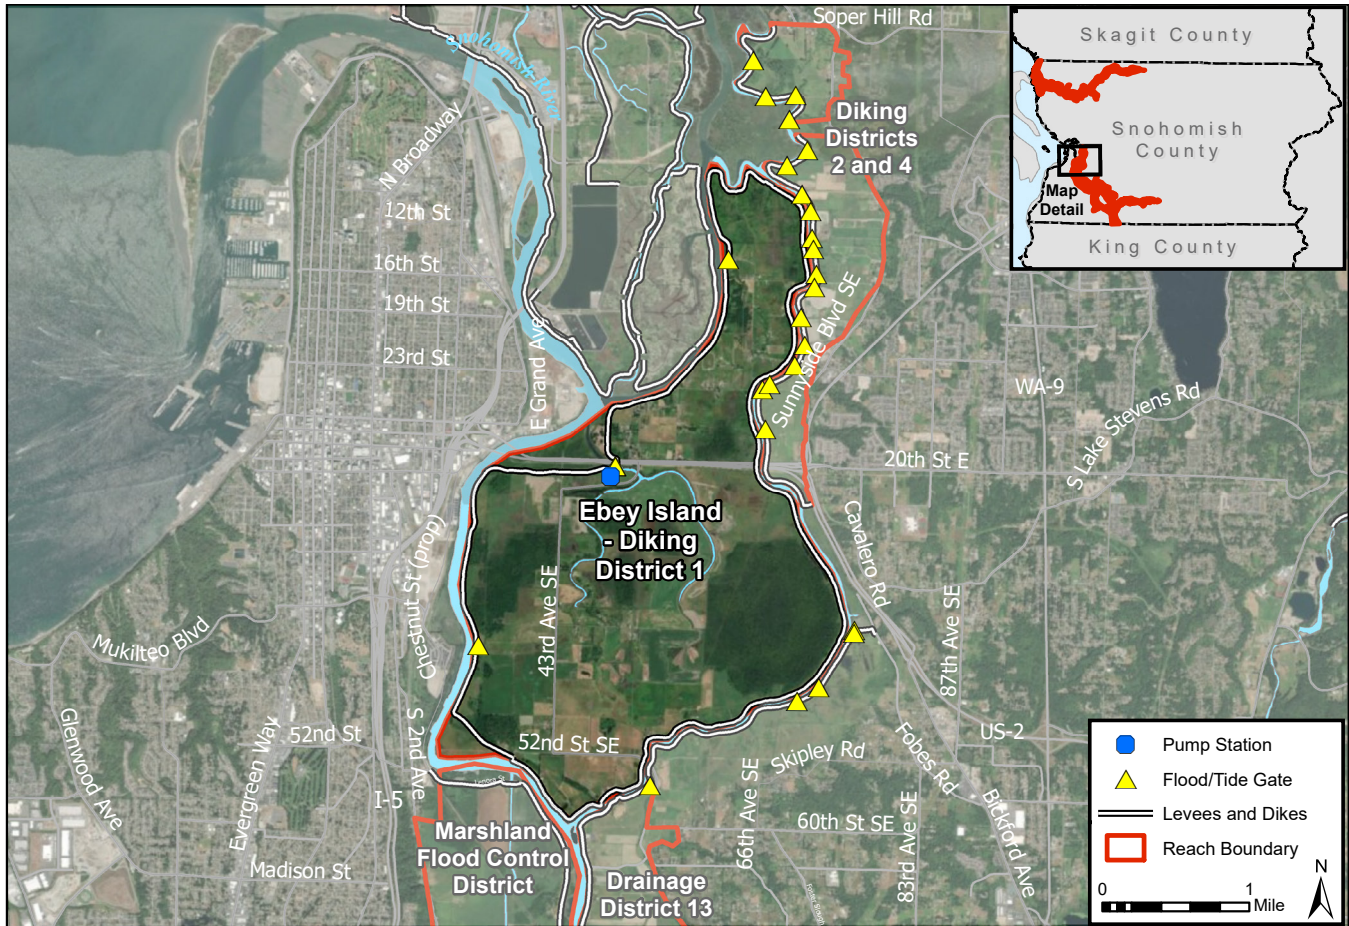 Soper Hill Rd
Snohomish River
N Broadway
Diking
Districts
2 and 4
12th St
16th St
19th St
23rd St
E Grand Ave
Sunnyside Blvd SE
WA-9
S Lake Stevens Rd
20th St E
Ebey Island
- Diking
District 1
Cavalero Rd
Chestnut St (prop)
43rd Ave SE
87th Ave SE
Mukilteo Blvd
Glenwood Ave
Evergreen Way
52nd St
S 2nd Ave
I-5
52nd St SE
Lenora St
Skipley Rd
66th Ave SE
Fobes Rd
US-2
60th St SE
83rd Ave SE
Bickford Ave
Madison St
Marshland
Flood Control
District
Drainage
District 13
Skagit County
Snohomish
County
Map
Detail
King County
Pump Station
Flood/Tide Gate
Levees and Dikes
Reach Boundary
0 1
Mile
N